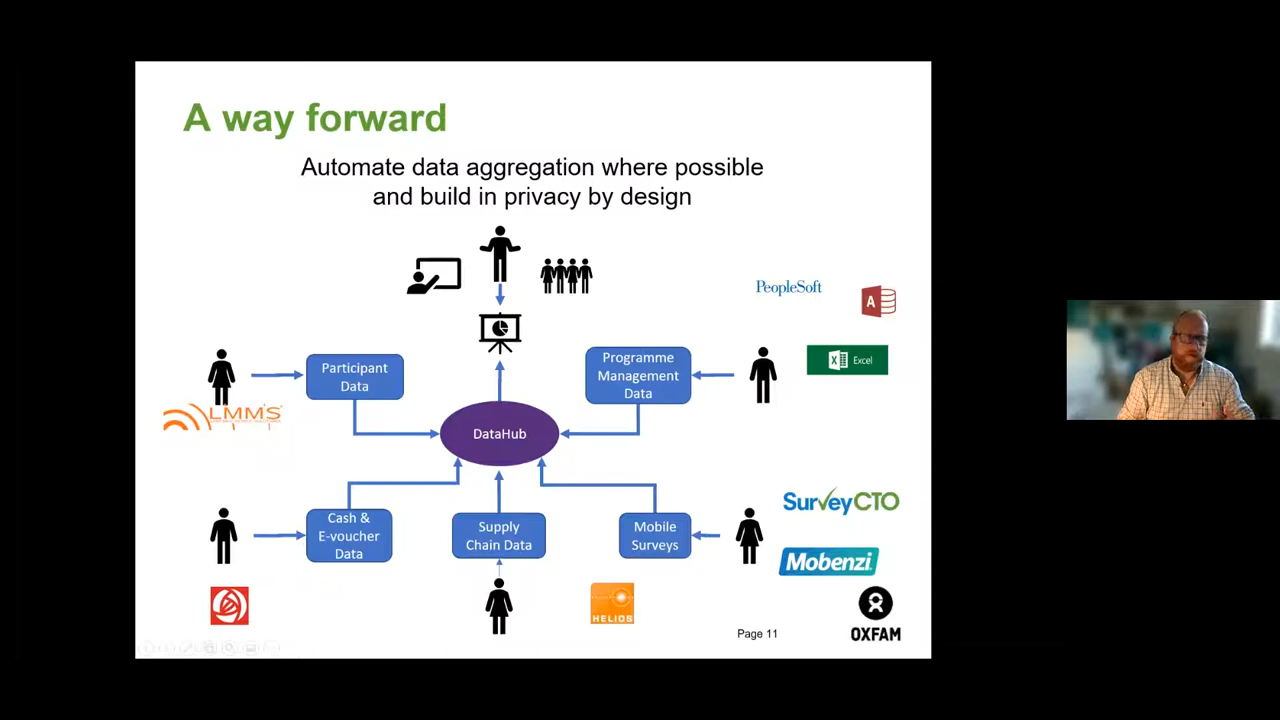 A way forward
Automate data aggregation where possible
and build in privacy by design
PeopleSoft
A
Participant
Data
Programme
Management
Data
X Excel
LMMS
DataHub
Cash &
E-voucher
Data
Supply
Chain Data
Mobile
Surveys
SurveyCTO
Mobenzi
HELIOS
OXFAM
Page 11